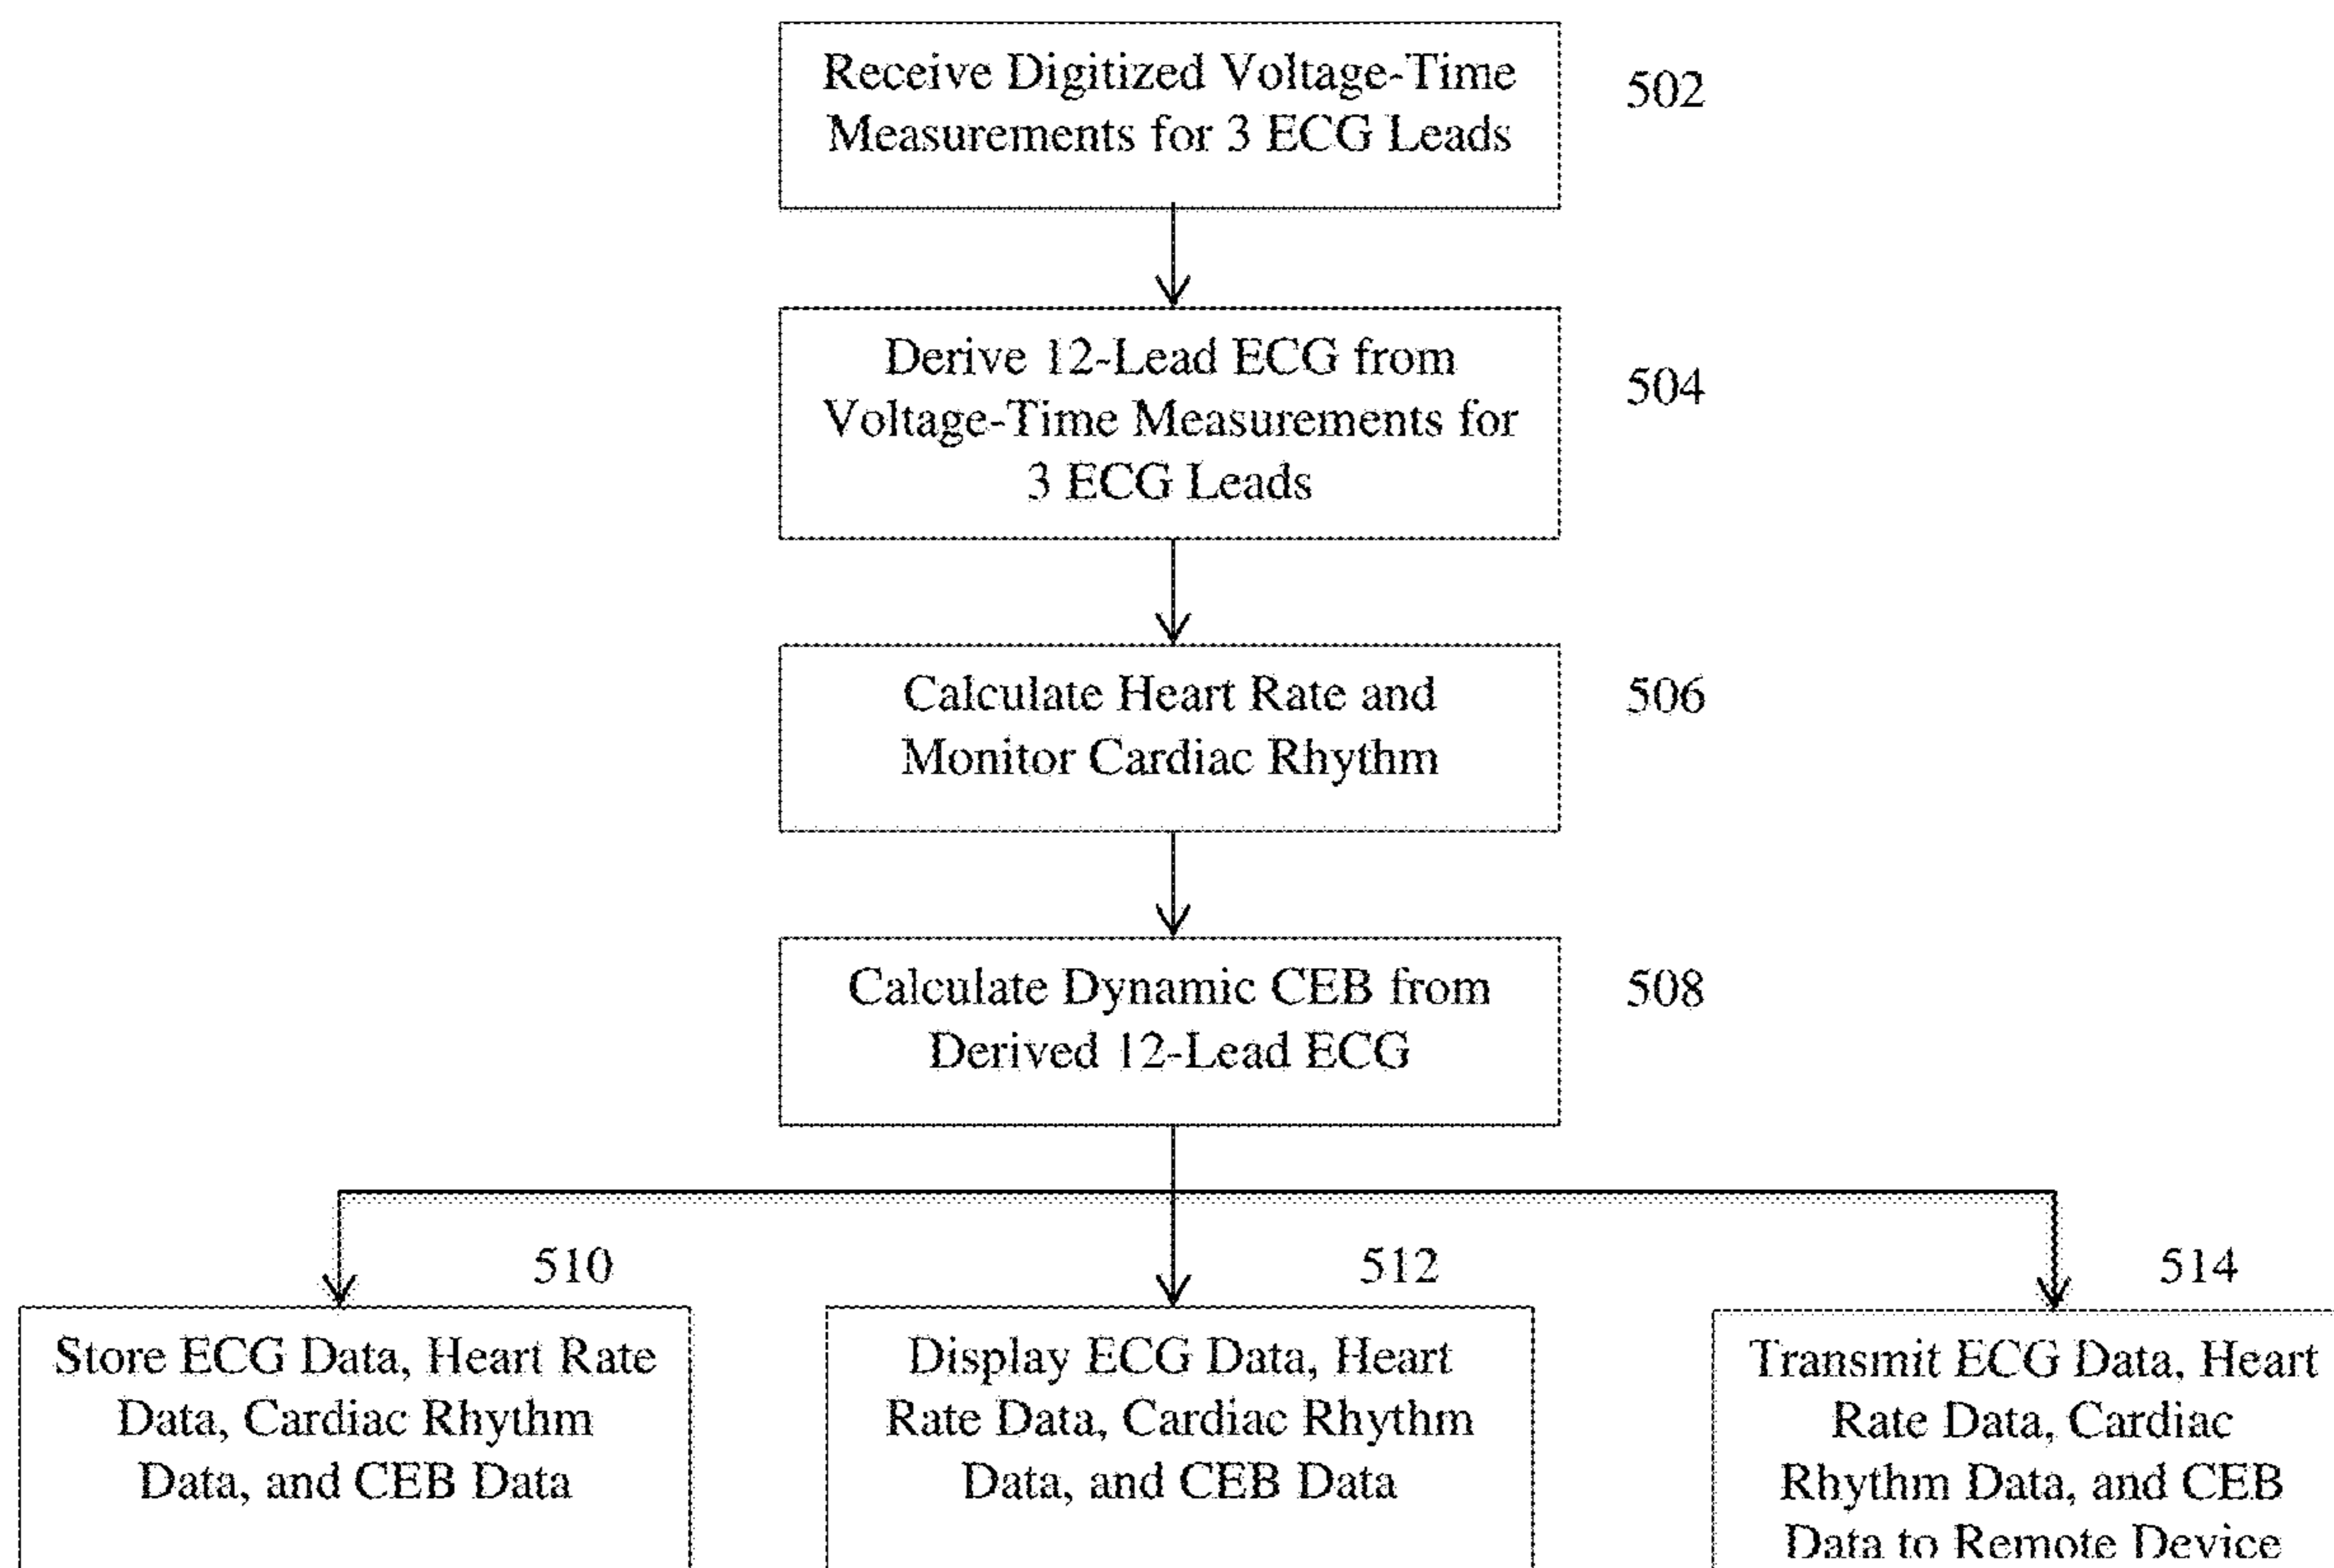 Receive Digitized Voltage-Time
Measurements for 3 ECG Leads
502
Derive 12-Lead ECG from
Voltage-Time Measurements for
3 ECG Leads
504
Calculate Heart Rate and
Monitor Cardiac Rhythm
506
Calculate Dynamic CEB from
Derived 12-Lead ECG
508
510
Store ECG Data, Heart Rate
Data, Cardiac Rhythm
Data, and CEB Data
512
Display ECG Data, Heart
Rate Data, Cardiac Rhythm
Data, and CEB Data
514
Transmit ECG Data, Heart
Rate Data, Cardiac
Rhythm Data, and CEB
Data to Remote Device